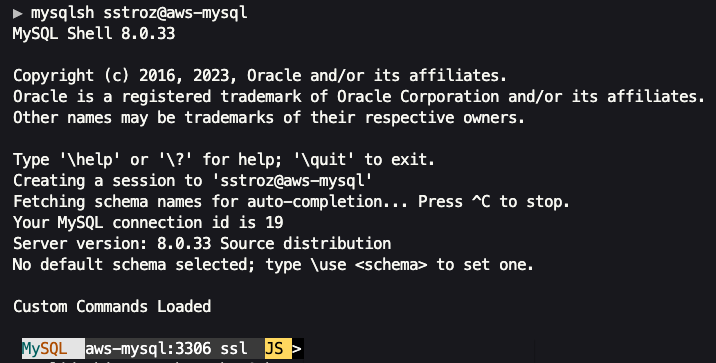 ▶ mysqlsh sstroz@aws-mysql
MySQL Shell 8.0.33
Copyright (c) 2016, 2023, Oracle and/or its affiliates.
Oracle is a registered trademark of Oracle Corporation and/or its affiliates.
Other names may be trademarks of their respective owners.
Type '\help' or '\?' for help; '\quit' to exit.
Creating a session to 'sstroz@aws-mysql'
Fetching schema names for auto-completion... Press ^C to stop.
Your MySQL connection id is 19
Server version: 8.0.33 Source distribution
No default schema selected; type \use <schema> to set one.
Custom Commands Loaded
MySQL aws-mysql:3306 ssl JS >